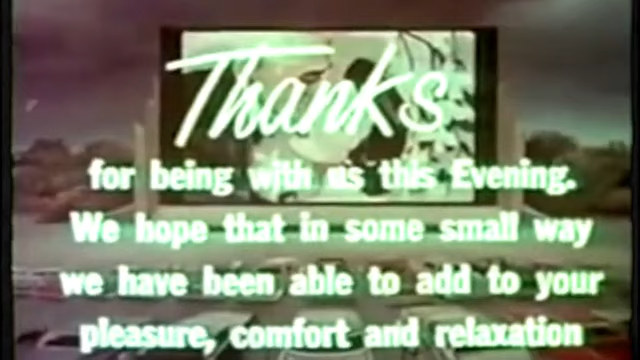 Thanks
for being with us this Evening.
We hope that in some small way
we have been able to add to your
pleasure, comfort and relaxation